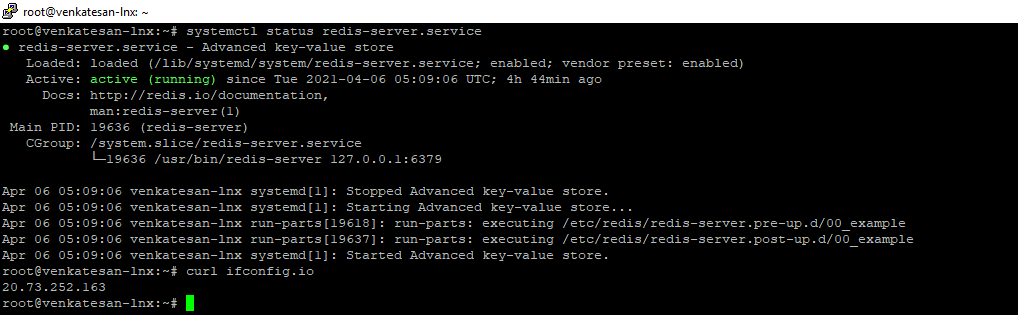 root@venkatesan-lnx: ~
root@venkatesan-lnx:~# systemctl status redis-server.service
● redis-server.service - Advanced key-value store
   Loaded: loaded (/lib/systemd/system/redis-server.service; enabled; vendor preset: enabled)
   Active: active (running) since Tue 2021-04-06 05:09:06 UTC; 4h 44min ago
     Docs: http://redis.io/documentation,
           man:redis-server(1)
 Main PID: 19636 (redis-server)
   CGroup: /system.slice/redis-server.service
           └─19636 /usr/bin/redis-server 127.0.0.1:6379
Apr 06 05:09:06 venkatesan-lnx systemd[1]: Stopped Advanced key-value store.
Apr 06 05:09:06 venkatesan-lnx systemd[1]: Starting Advanced key-value store...
Apr 06 05:09:06 venkatesan-lnx run-parts[19618]: run-parts: executing /etc/redis/redis-server.pre-up.d/00_example
Apr 06 05:09:06 venkatesan-lnx run-parts[19637]: run-parts: executing /etc/redis/redis-server.post-up.d/00_example
Apr 06 05:09:06 venkatesan-lnx systemd[1]: Started Advanced key-value store.
root@venkatesan-lnx:~# curl ifconfig.io
20.73.252.163
root@venkatesan-lnx:~#